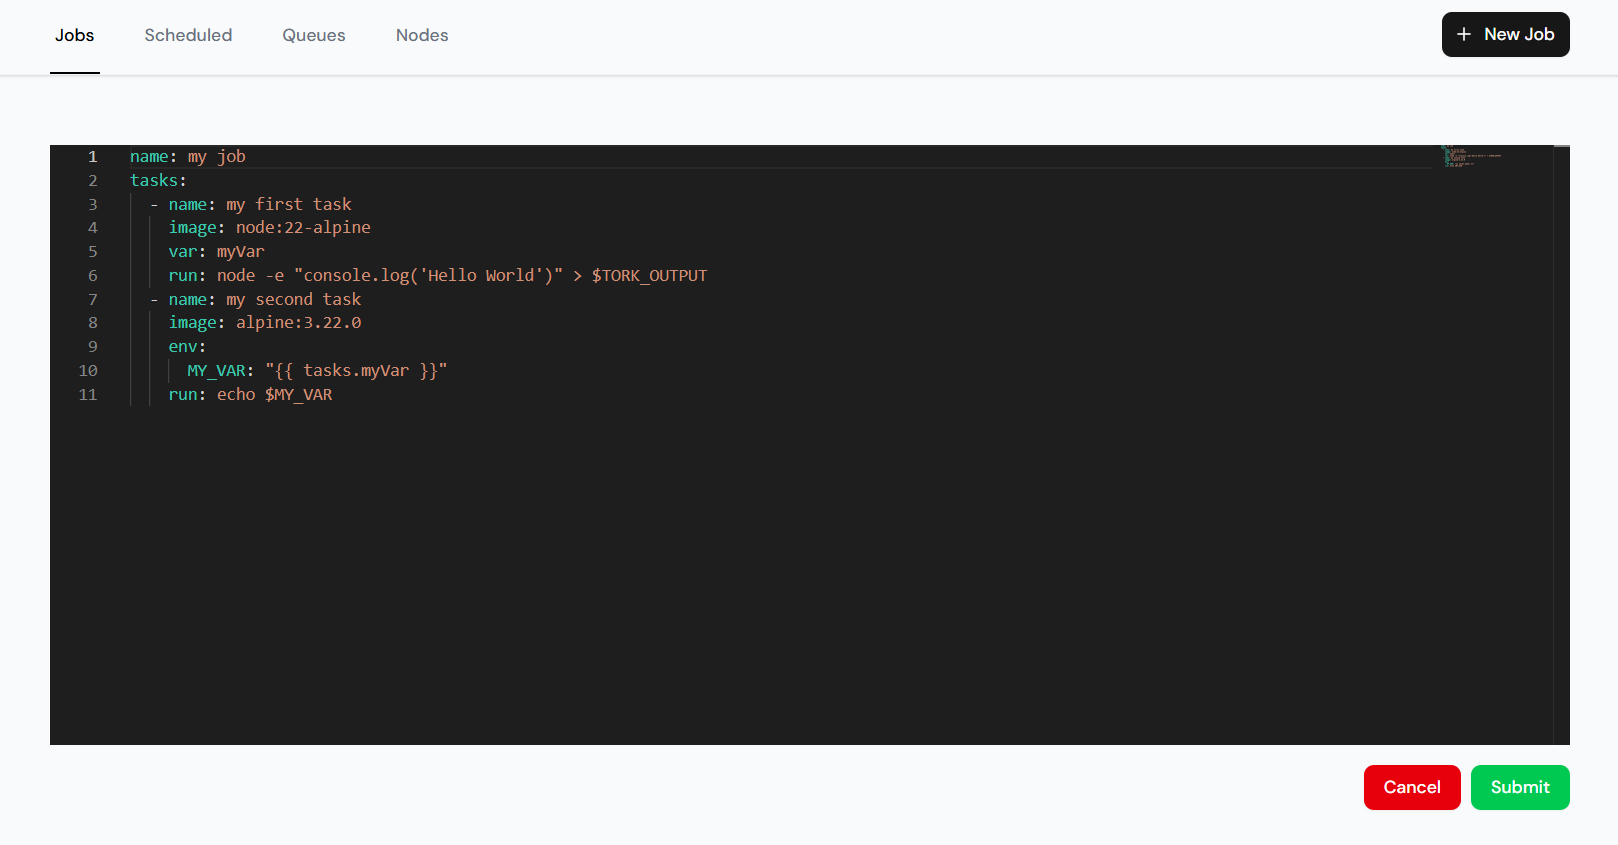 Jobs Scheduled Queues Nodes + New Job
1 name: my job
2 tasks:
3   - name: my first task
4     image: node:22-alpine
5     var: myVar
6     run: node -e "console.log('Hello World')" > $TORK_OUTPUT
7   - name: my second task
8     image: alpine:3.22.0
9     env:
10       MY_VAR: "{{ tasks.myVar }}"
11     run: echo $MY_VAR
Cancel Submit